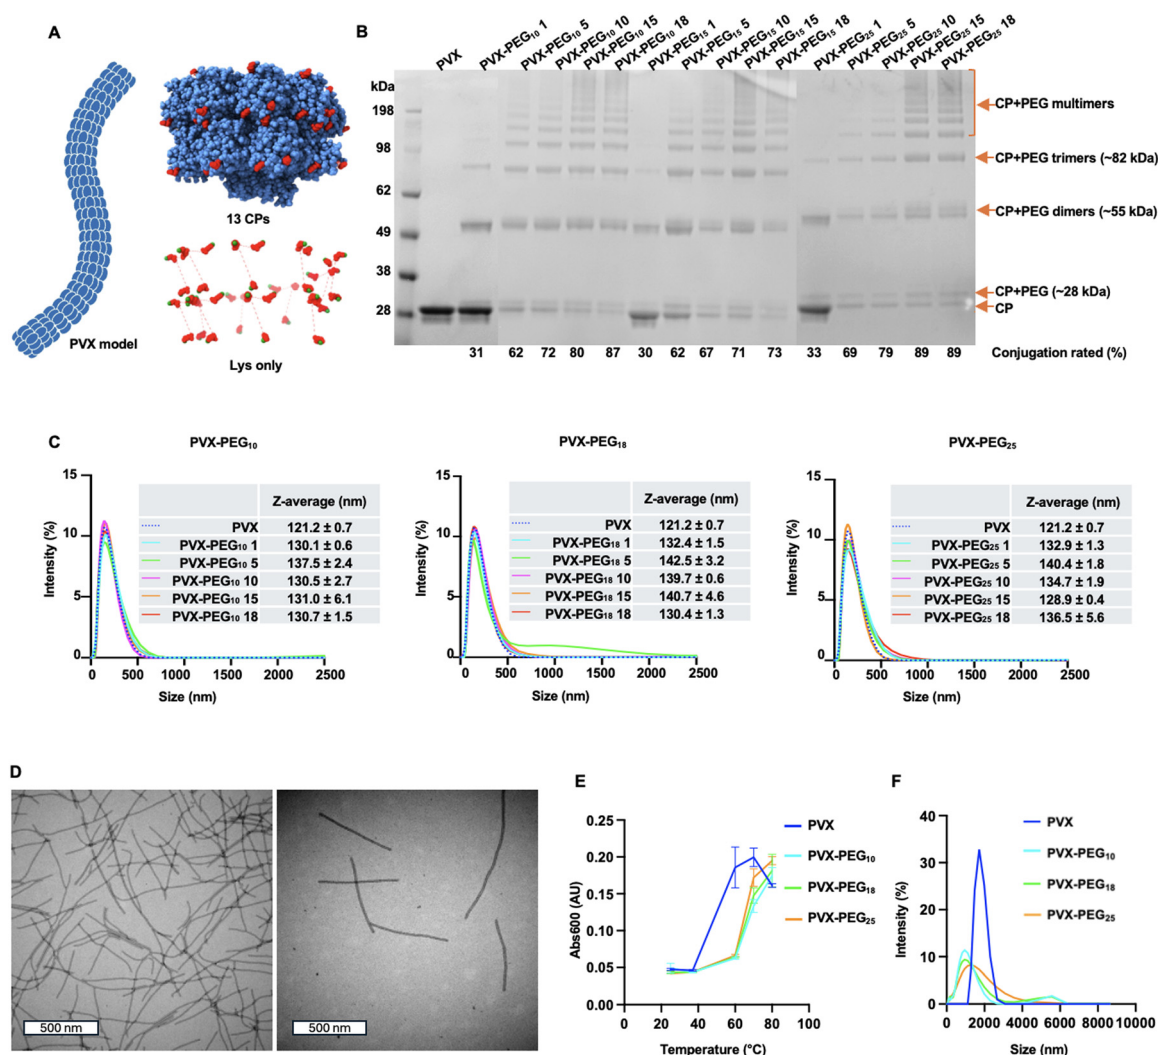 A
13 CPs
Lys only
PVX model
B
PVX
PVX-PEG10 1
PVX-PEG10 5
PVX-PEG10 10
PVX-PEG10 15
PVX-PEG10 18
PVX-PEG15 1
PVX-PEG15 5
PVX-PEG15 10
PVX-PEG15 15
PVX-PEG15 18
PVX-PEG25 1
PVX-PEG25 5
PVX-PEG25 10
PVX-PEG25 15
PVX-PEG25 18
kDa
198
98
62
49
38
28
CP+PEG multimers
CP+PEG trimers (~82 kDa)
CP+PEG dimers (~55 kDa)
CP+PEG (~28 kDa)
CP
31 62 72 80 87 30 62 67 71 73 33 69 79 89 89 Conjugation rated (%)
C
PVX-PEG10
Intensity (%)
15
10
5
0
0 500 1000 1500 2000 2500
Size (nm)
Z-average (nm)
PVX 121.2 ± 0.7
PVX-PEG10 1 130.1 ± 0.6
PVX-PEG10 5 137.5 ± 2.4
PVX-PEG10 10 130.5 ± 2.7
PVX-PEG10 15 131.0 ± 6.1
PVX-PEG10 18 130.7 ± 1.5
PVX-PEG18
Intensity (%)
15
10
5
0
0 500 1000 1500 2000 2500
Size (nm)
Z-average (nm)
PVX 121.2 ± 0.7
PVX-PEG18 1 132.4 ± 1.5
PVX-PEG18 5 142.5 ± 3.2
PVX-PEG18 10 139.7 ± 0.6
PVX-PEG18 15 140.7 ± 4.6
PVX-PEG18 18 130.4 ± 1.3
PVX-PEG25
Intensity (%)
15
10
5
0
0 500 1000 1500 2000 2500
Size (nm)
Z-average (nm)
PVX 121.2 ± 0.7
PVX-PEG25 1 132.9 ± 1.3
PVX-PEG25 5 140.4 ± 1.8
PVX-PEG25 10 134.7 ± 1.9
PVX-PEG25 15 128.9 ± 0.4
PVX-PEG25 18 136.5 ± 5.6
D
500 nm
500 nm
E
Abs600 (AU)
0.25
0.20
0.15
0.10
0.05
0.00
0 20 40 60 80 100
Temperature (°C)
PVX
PVX-PEG10
PVX-PEG18
PVX-PEG25
F
Intensity (%)
40
30
20
10
0
0 2000 4000 6000 8000 10000
Size (nm)
PVX
PVX-PEG10
PVX-PEG18
PVX-PEG25